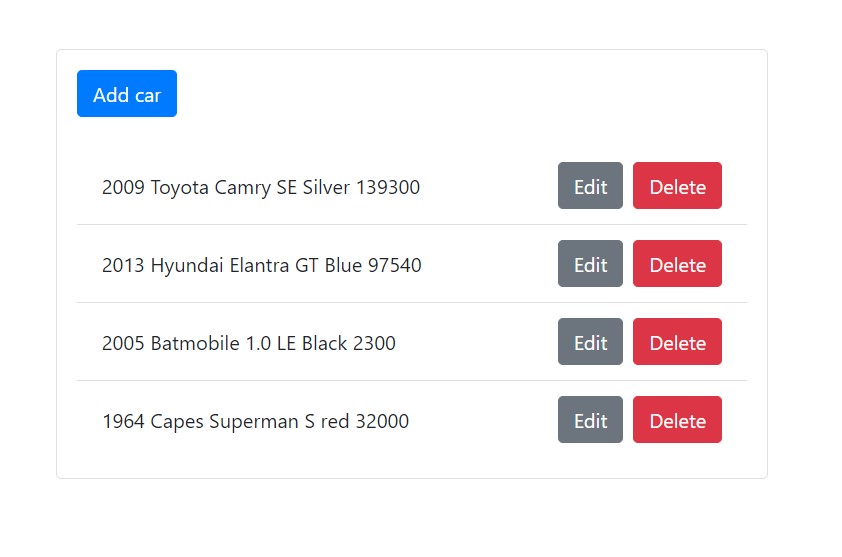 Add car
2009 Toyota Camry SE Silver 139300 Edit Delete
2013 Hyundai Elantra GT Blue 97540 Edit Delete
2005 Batmobile 1.0 LE Black 2300 Edit Delete
1964 Capes Superman S red 32000 Edit Delete